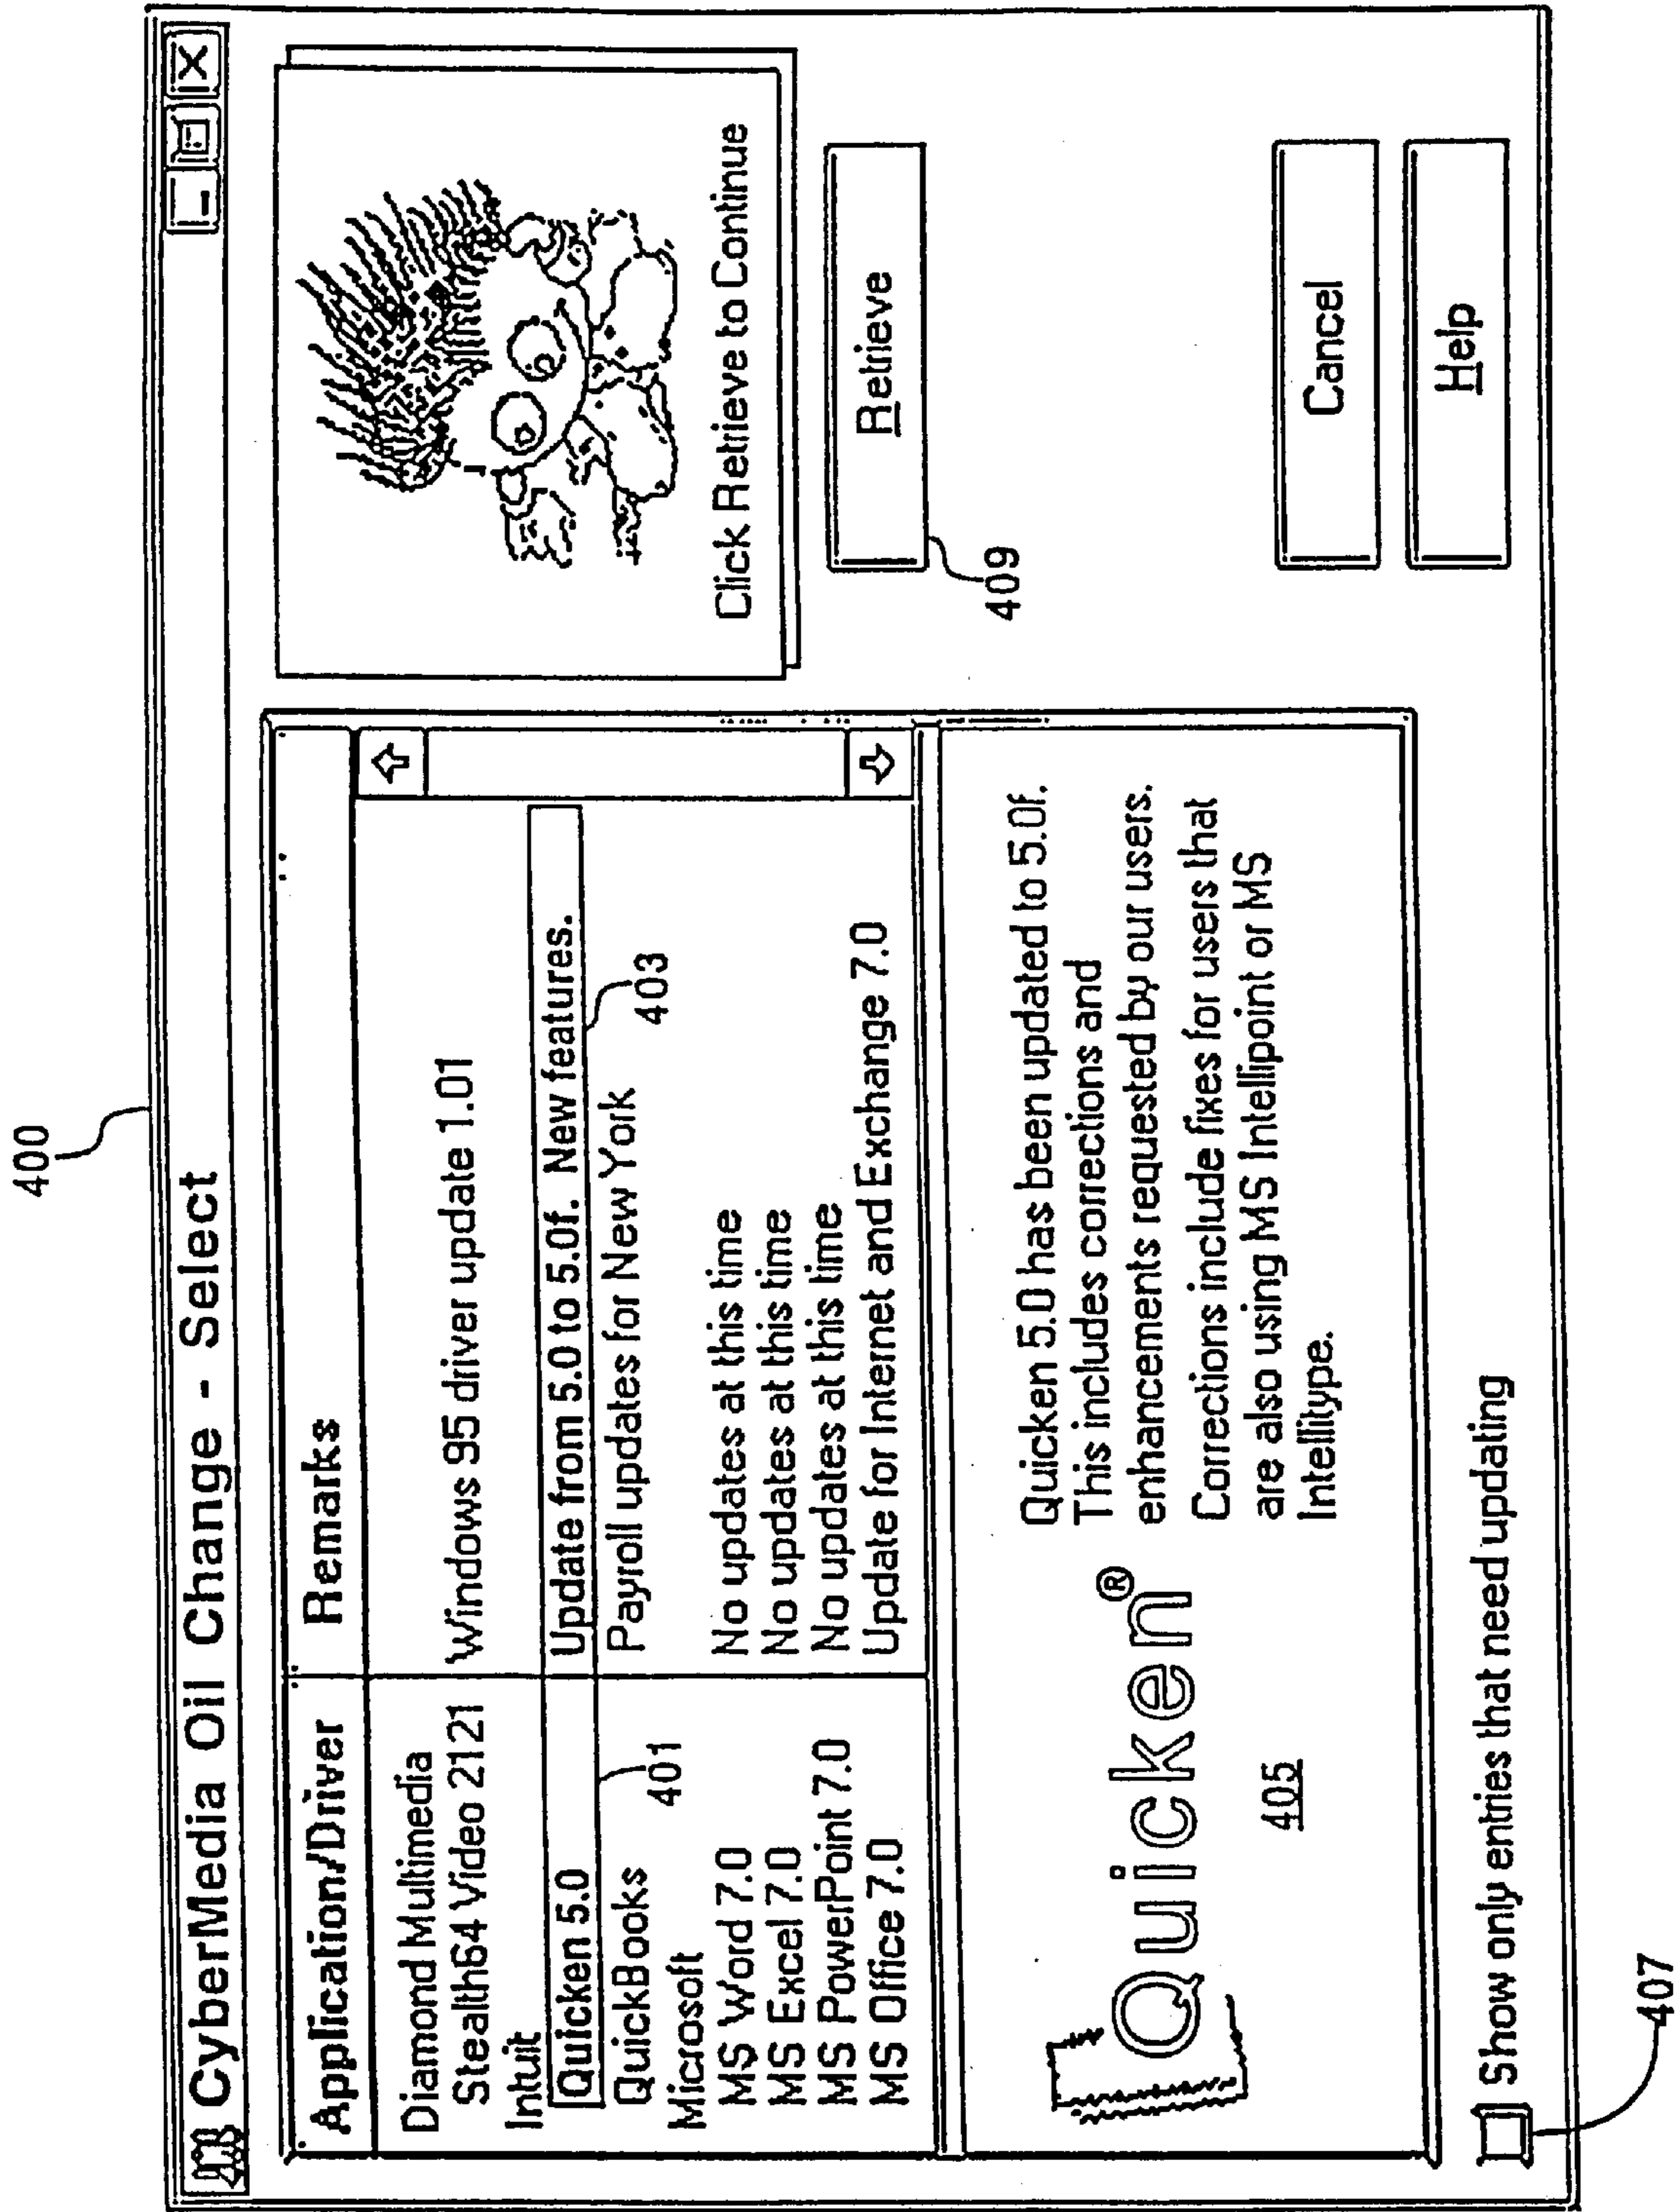 400
CyberMedia Oil Change - Select
Application/Driver Remarks
Diamond Multimedia
Stealth64 Video 2121 Windows 95 driver update 1.01
Intuit
Quicken 5.0 Update from 5.0 to 5.0f. New features.
QuickBooks Payroll updates for New York
401 403
Microsoft
MS Word 7.0 No updates at this time
MS Excel 7.0 No updates at this time
MS PowerPoint 7.0 No updates at this time
MS Office 7.0 Update for Internet and Exchange 7.0
Quicken®
405
Quicken 5.0 has been updated to 5.0f.
This includes corrections and
enhancements requested by our users.
Corrections include fixes for users that
are also using MS Intellipoint or MS
Intellitype.
Show only entries that need updating
407
Click Retrieve to Continue
Retrieve
409
Cancel
Help